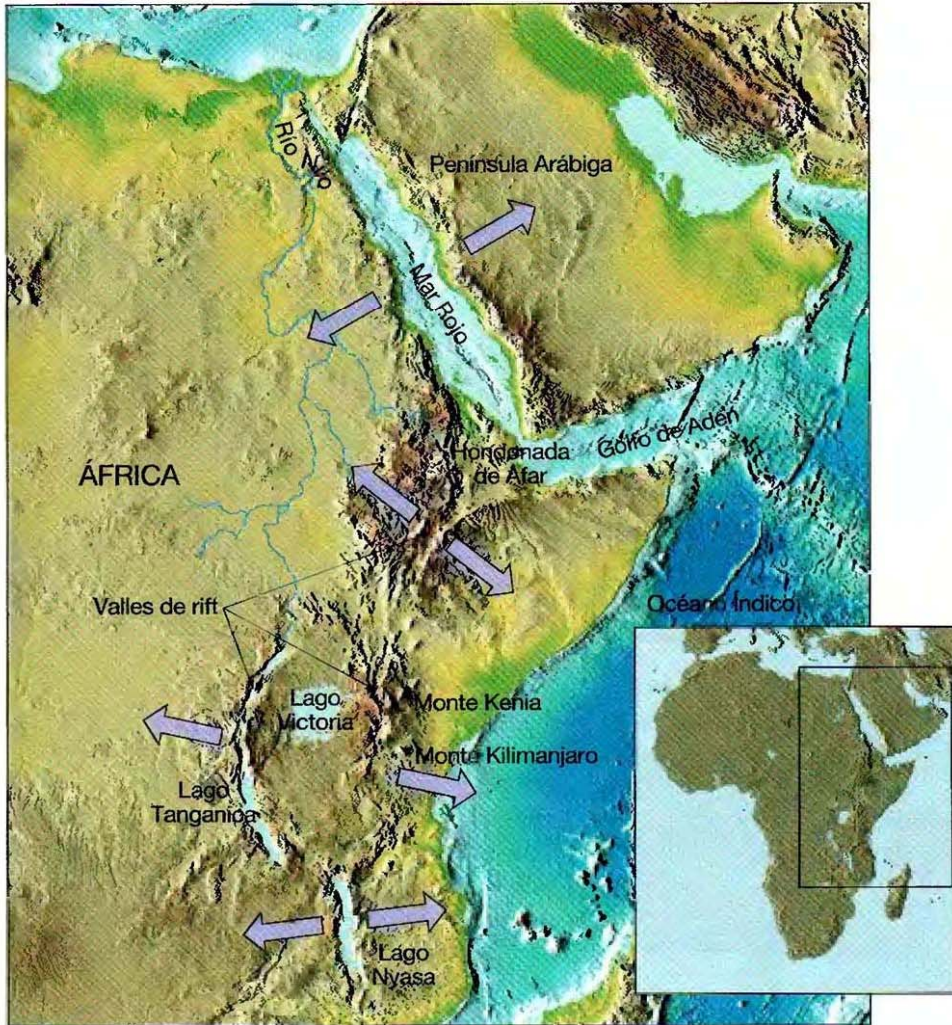 Río Nilo
Península Arábiga
Mar Rojo
Golfo de Adén
Hondonada
de Afar
ÁFRICA
Valles de rift
Océano Índico
Lago
Victoria
Monte Kenia
Monte Kilimanjaro
Lago
Tanganica
Lago
Nyasa